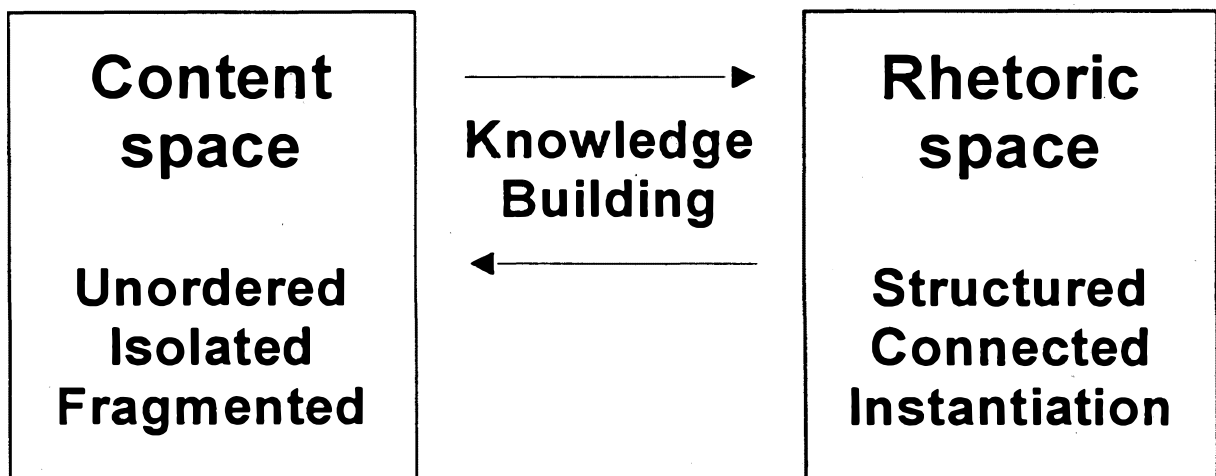 Content
space
Unordered
Isolated
Fragmented
Knowledge
Building
Rhetoric
space
Structured
Connected
Instantiation